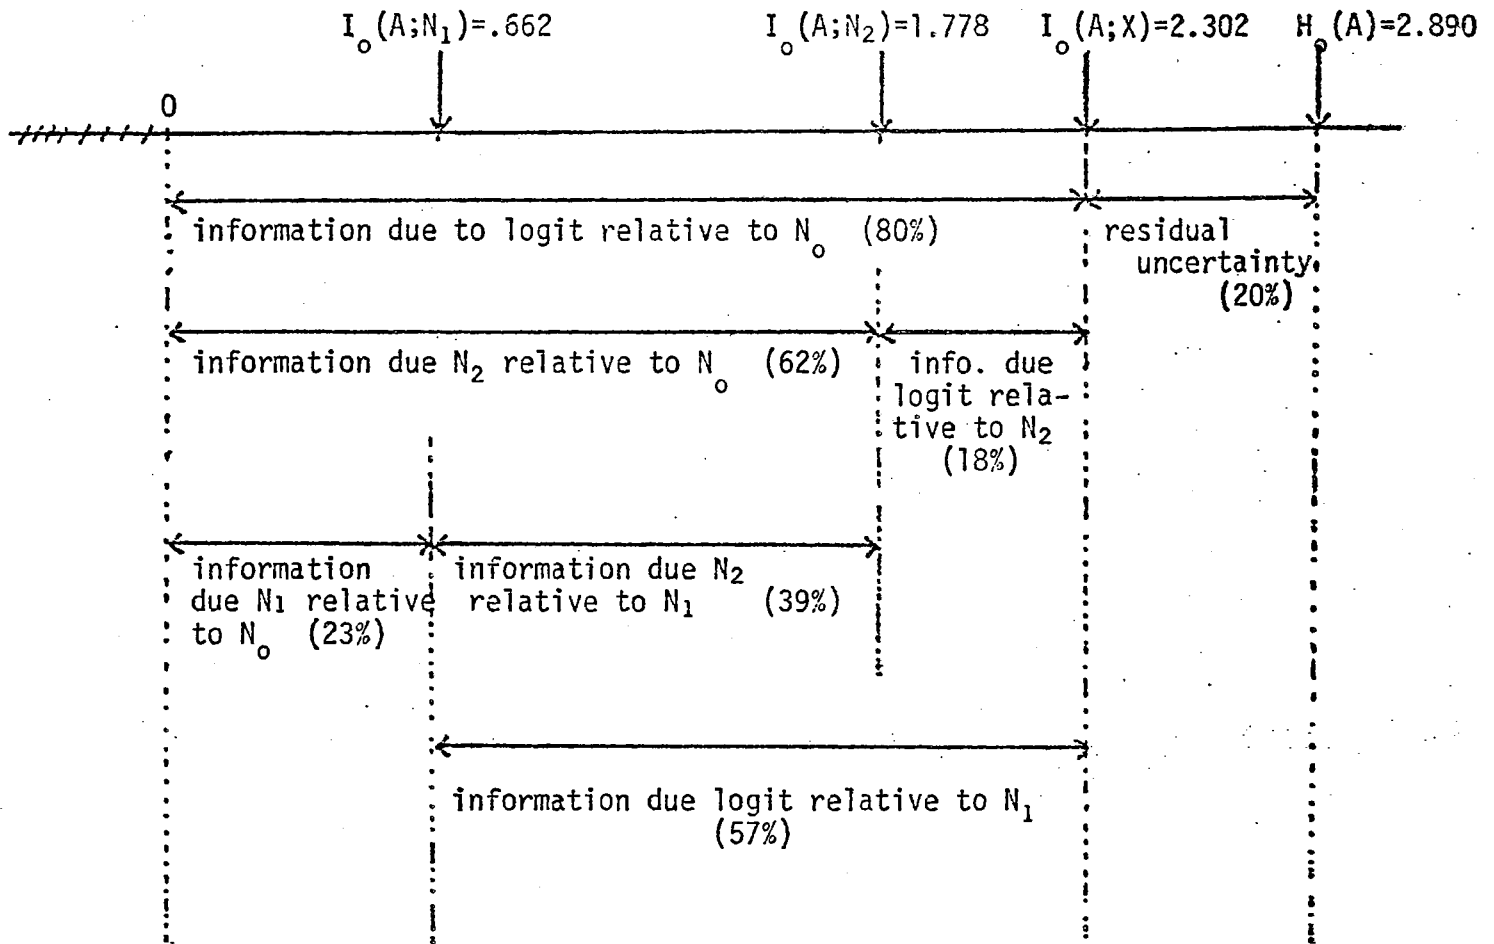 I_o(A;N_1)=.662 I_o(A;N_2)=1.778 I_o(A;X)=2.302 H_o(A)=2.890
0
information due to logit relative to N_o (80%)
residual
uncertainty
(20%)
information due N_2 relative to N_o (62%)
info. due
logit rela-
tive to N_2
(18%)
information
due N1 relative
to N_o (23%)
information due N_2
relative to N_1 (39%)
information due logit relative to N_1
(57%)